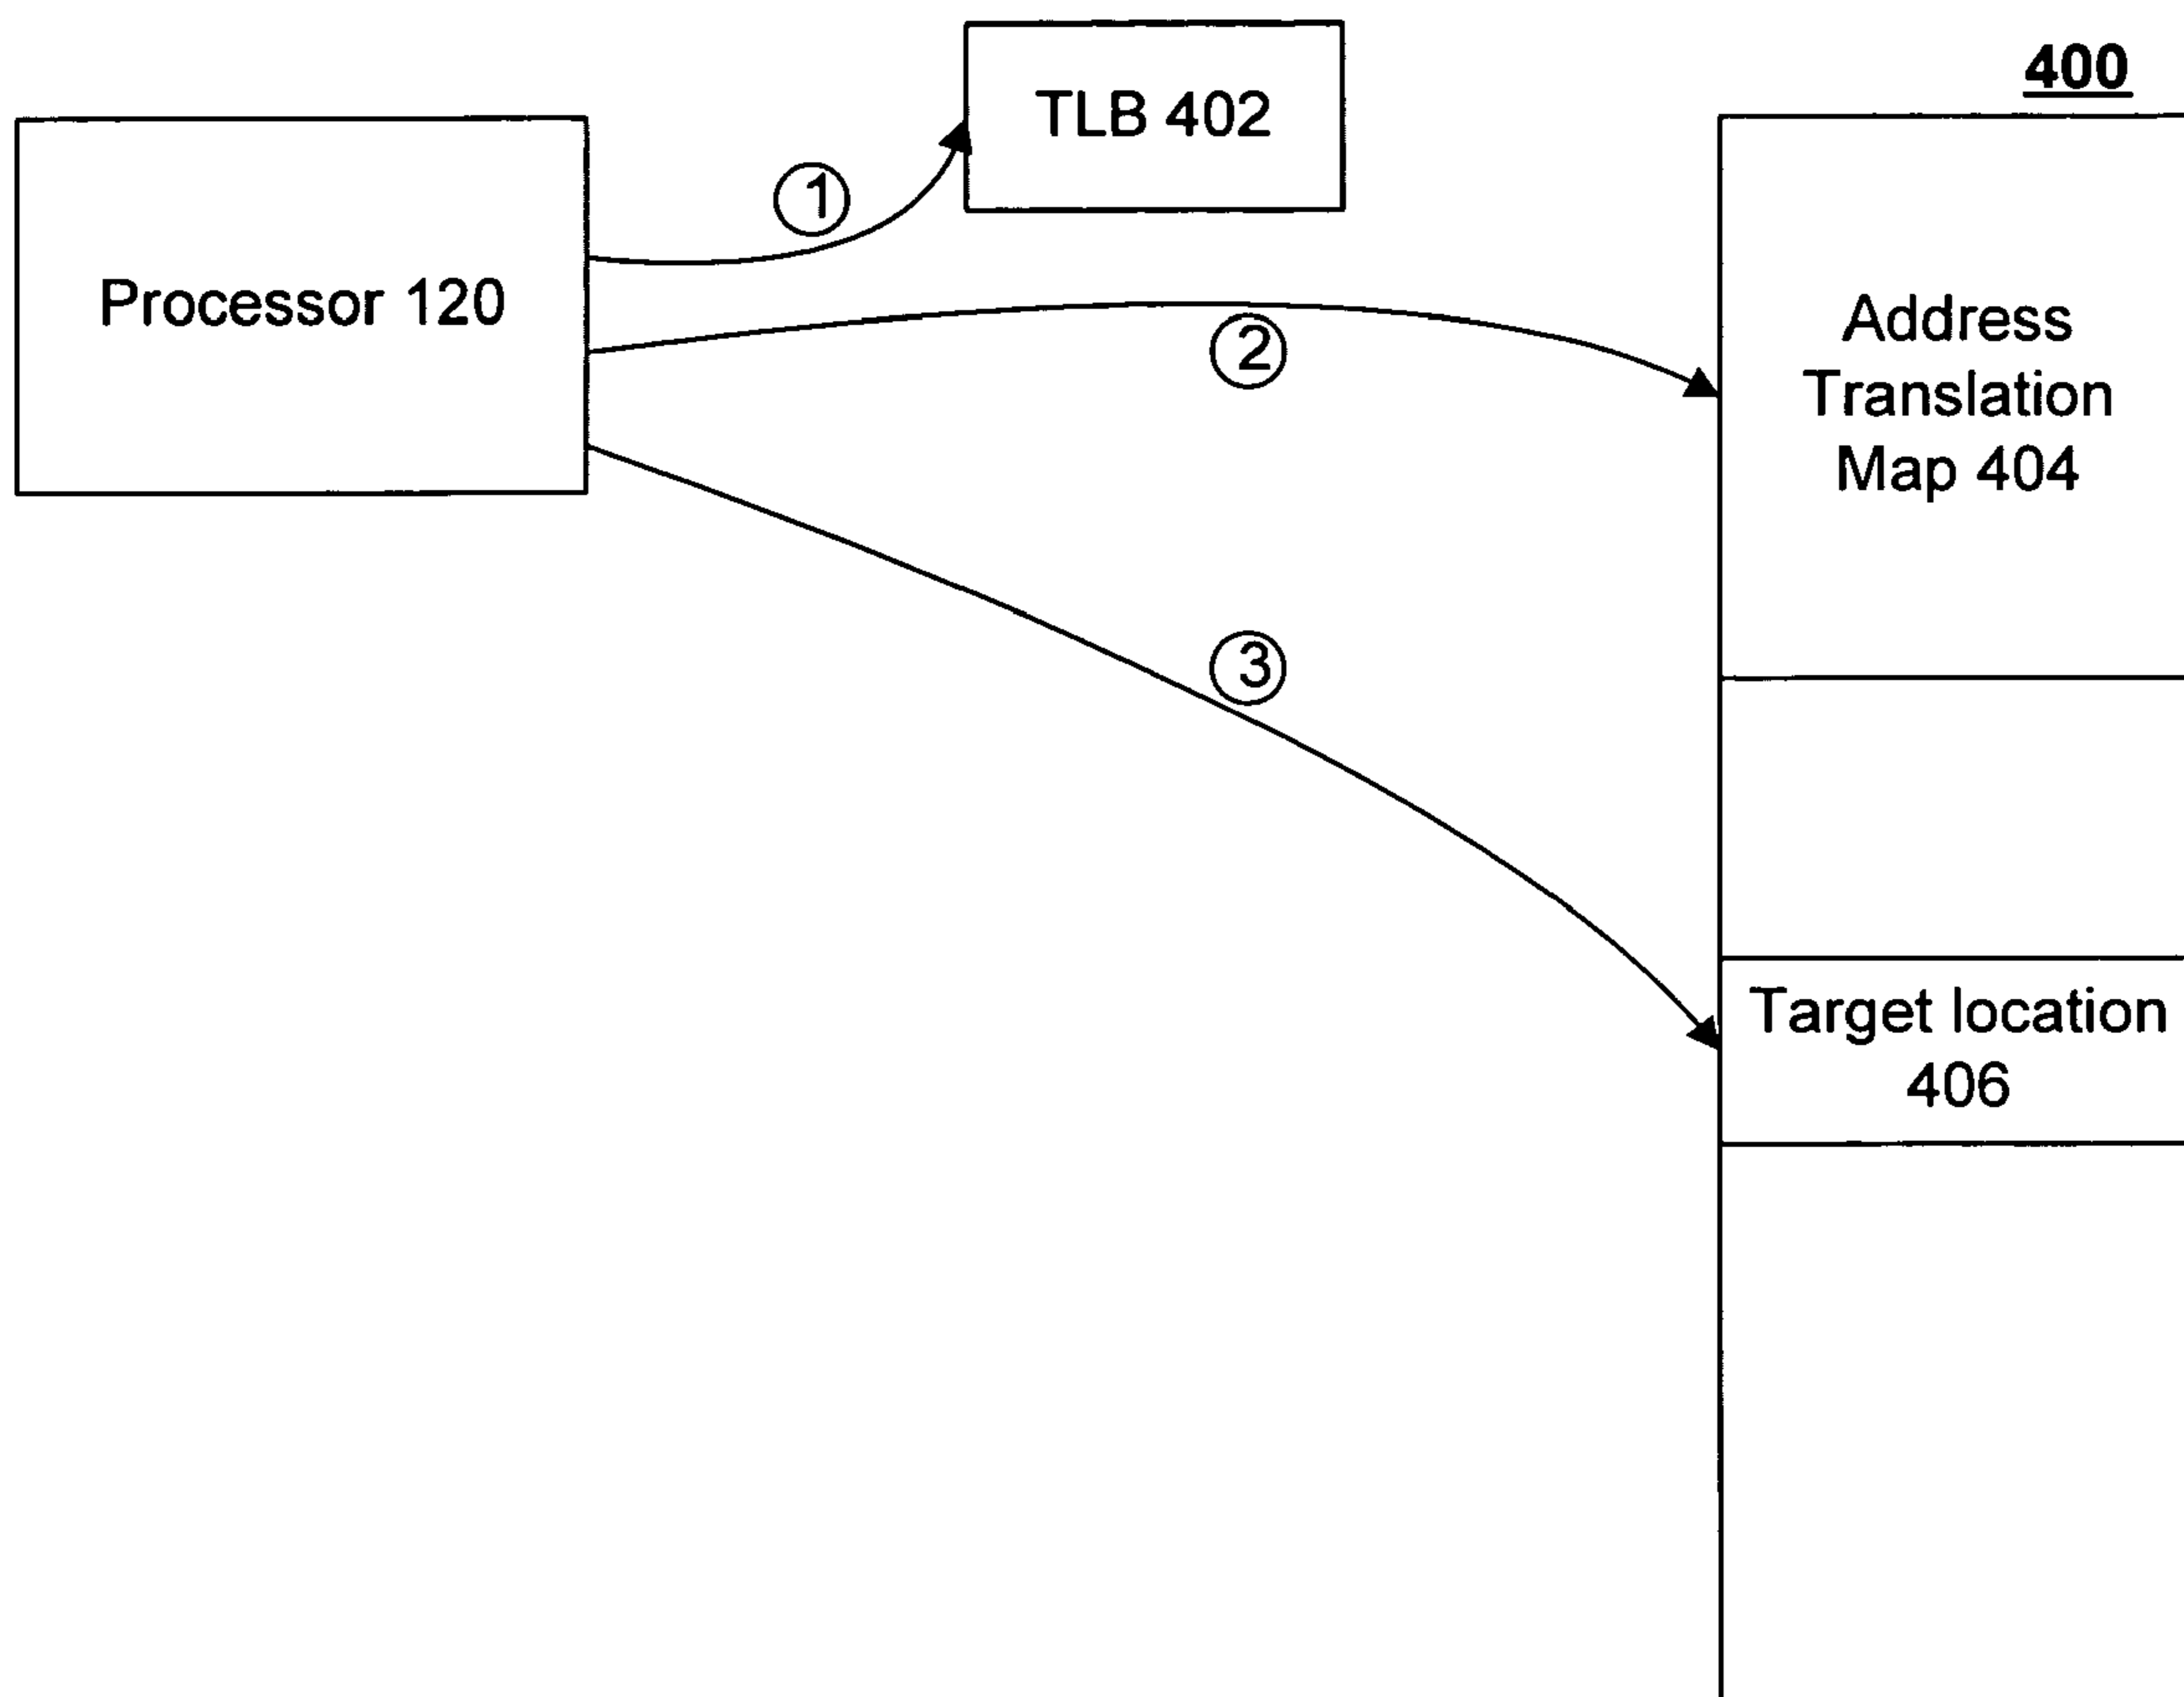 TLB 402
400
1
Processor 120
2
Address
Translation
Map 404
3
Target location
406